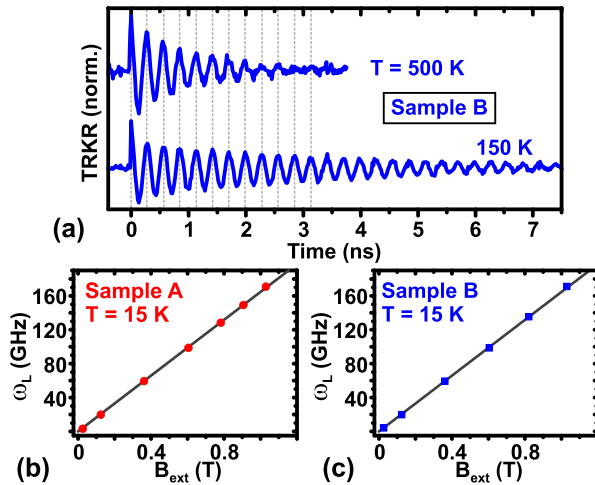 TRKR (norm.)
T = 500 K
Sample B
150 K
0 1 2 3 4 5 6 7
(a)
Time (ns)
160
120
80
40
ω_L (GHz)
Sample A
T = 15 K
0 0.4 0.8
(b)
B_ext (T)
160
120
80
40
ω_L (GHz)
Sample B
T = 15 K
0 0.4 0.8
(c)
B_ext (T)